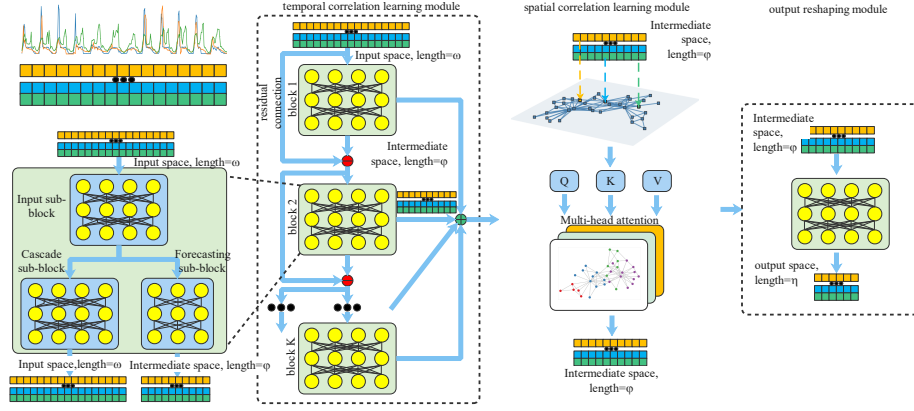 temporal correlation learning module
spatial correlation learning module
output reshaping module
Input space, length=ω
Input sub-
block
Cascade
sub-block
Forecasting
sub-block
Input space,length=ω
Intermediate space, length=φ
Input space, length=ω
residual
connection
block 1
Intermediate
space, length=φ
block 2
block K
Intermediate
space,
length=φ
Q
K
V
Multi-head attention
Intermediate space,
length=φ
Intermediate
space,
length=φ
output space,
length=η